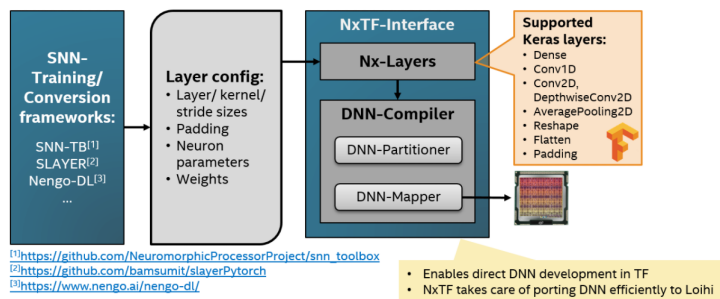 SNN-
Training/
Conversion
frameworks:
SNN-TB[1]
SLAYER[2]
Nengo-DL[3]
...
Layer config:
• Layer/ kernel/
stride sizes
• Padding
• Neuron
parameters
• Weights
NxTF-Interface
Nx-Layers
DNN-Compiler
DNN-Partitioner
DNN-Mapper
Supported
Keras layers:
• Dense
• Conv1D
• Conv2D,
DepthwiseConv2D
• AveragePooling2D
• Reshape
• Flatten
• Padding
[1]https://github.com/NeuromorphicProcessorProject/snn_toolbox
[2]https://github.com/bamsumit/slayerPytorch
[3]https://www.nengo.ai/nengo-dl/
• Enables direct DNN development in TF
• NxTF takes care of porting DNN efficiently to Loihi